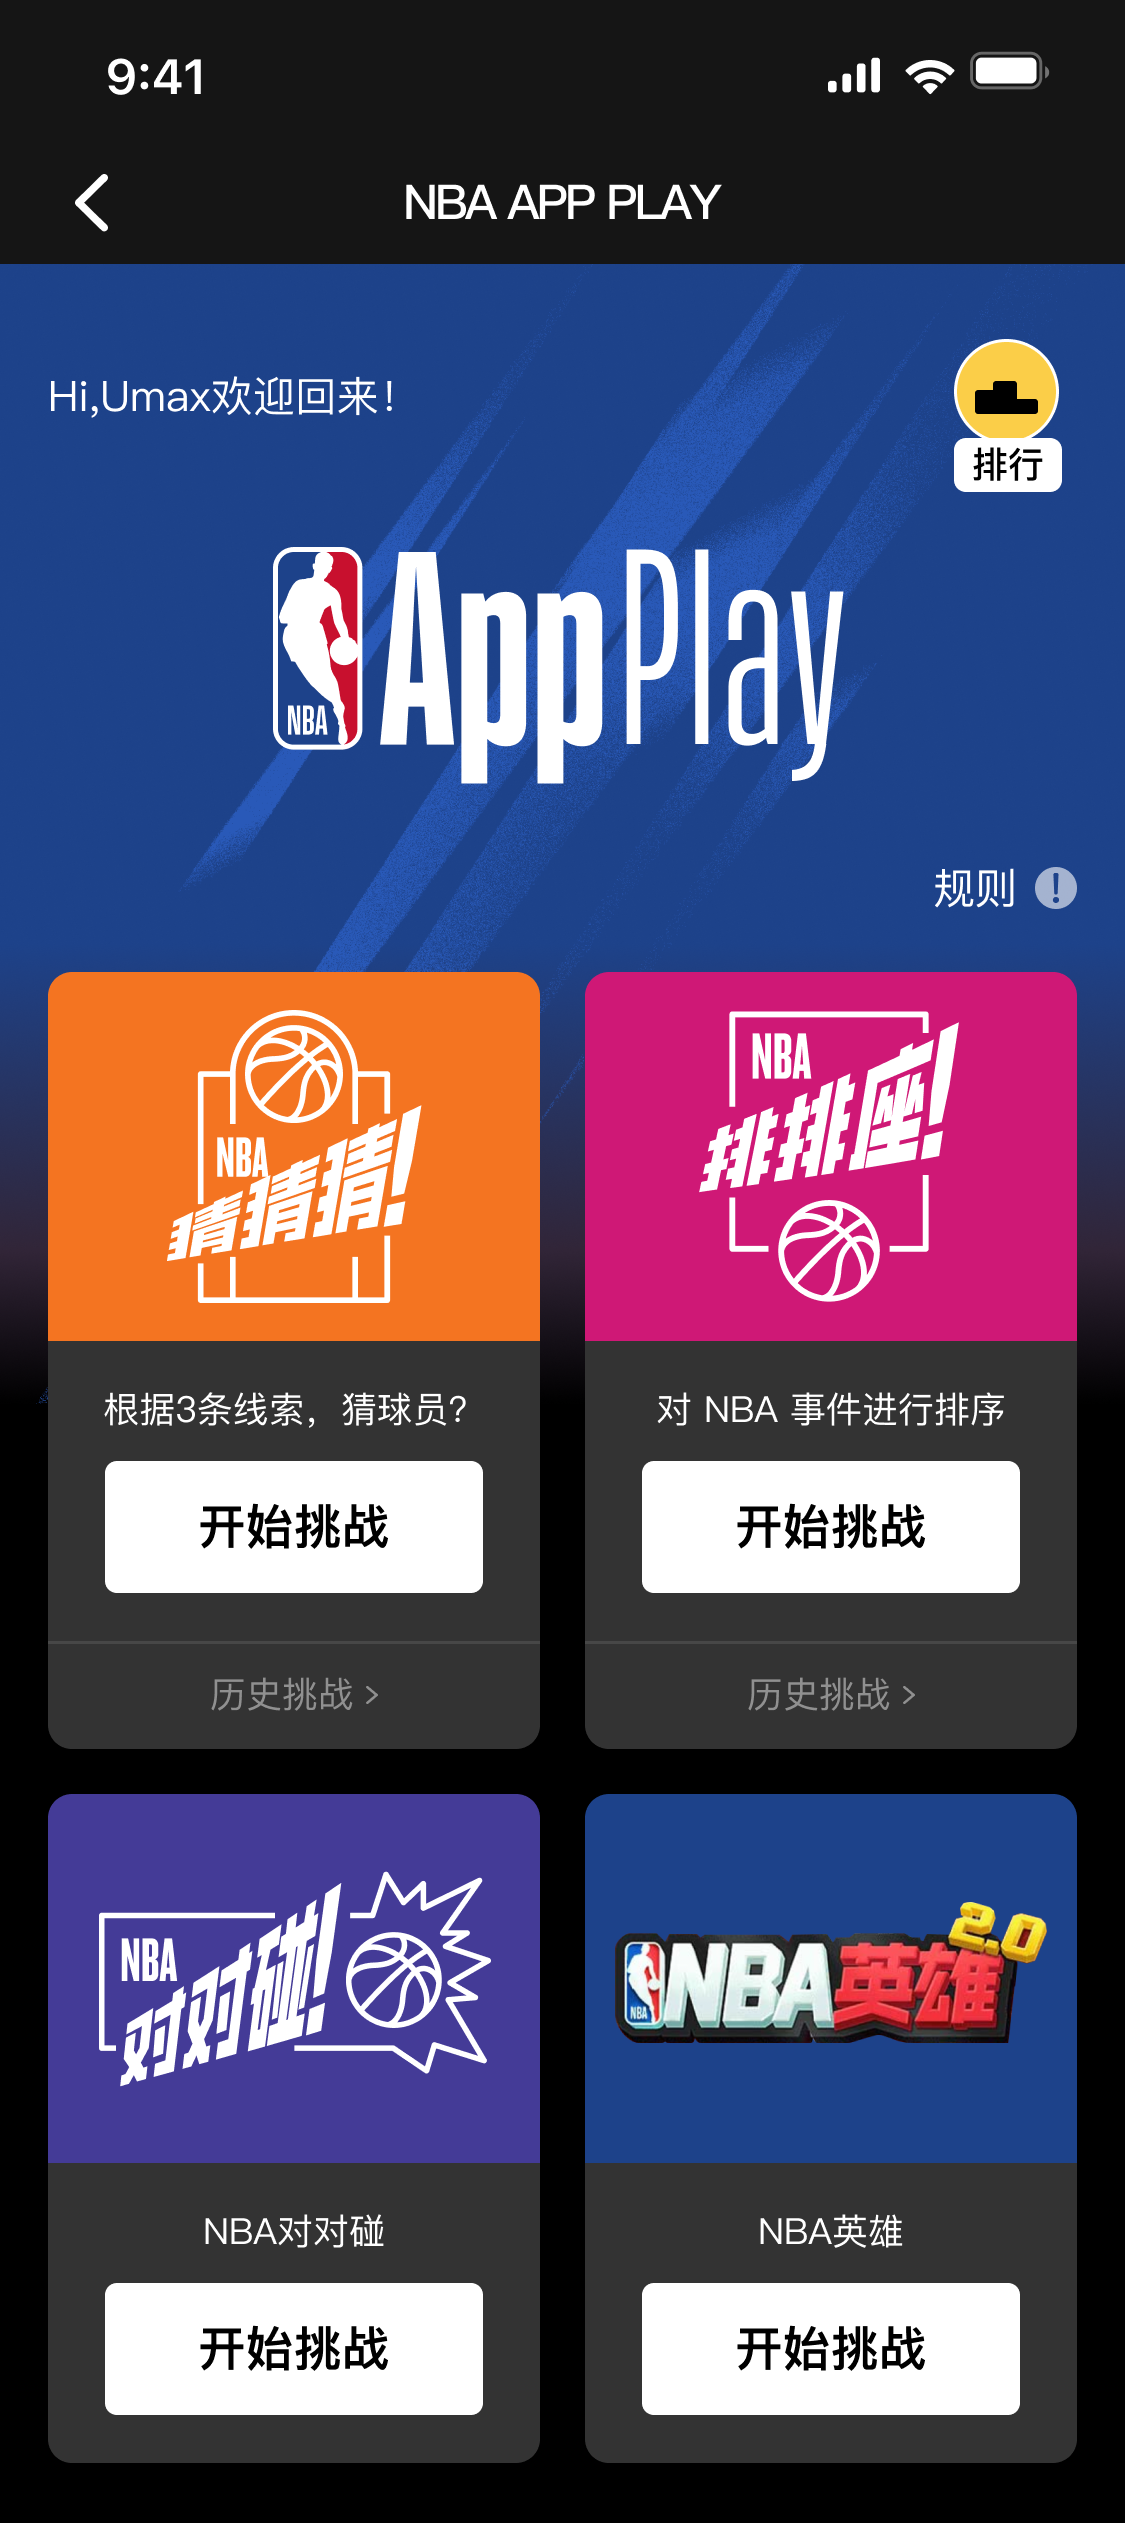 9:41
NBA APP PLAY
Hi,Umax欢迎回来！
排行
NBA App Play
规则 !
NBA
猜猜猜!
NBA
排排座!
根据3条线索，猜球员？
对 NBA 事件进行排序
开始挑战
开始挑战
历史挑战 >
历史挑战 >
NBA
对对碰!
NBA NBA英雄 2.0
NBA对对碰
NBA英雄
开始挑战
开始挑战